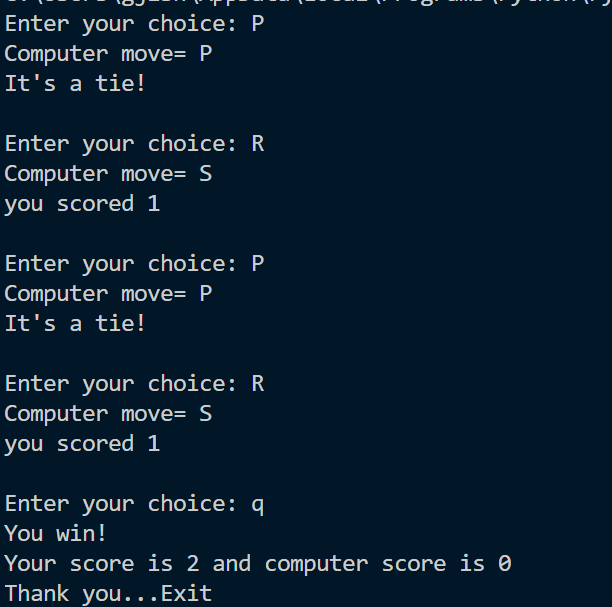 Enter your choice: P
Computer move= P
It's a tie!
Enter your choice: R
Computer move= S
you scored 1
Enter your choice: P
Computer move= P
It's a tie!
Enter your choice: R
Computer move= S
you scored 1
Enter your choice: q
You win!
Your score is 2 and computer score is 0
Thank you...Exit